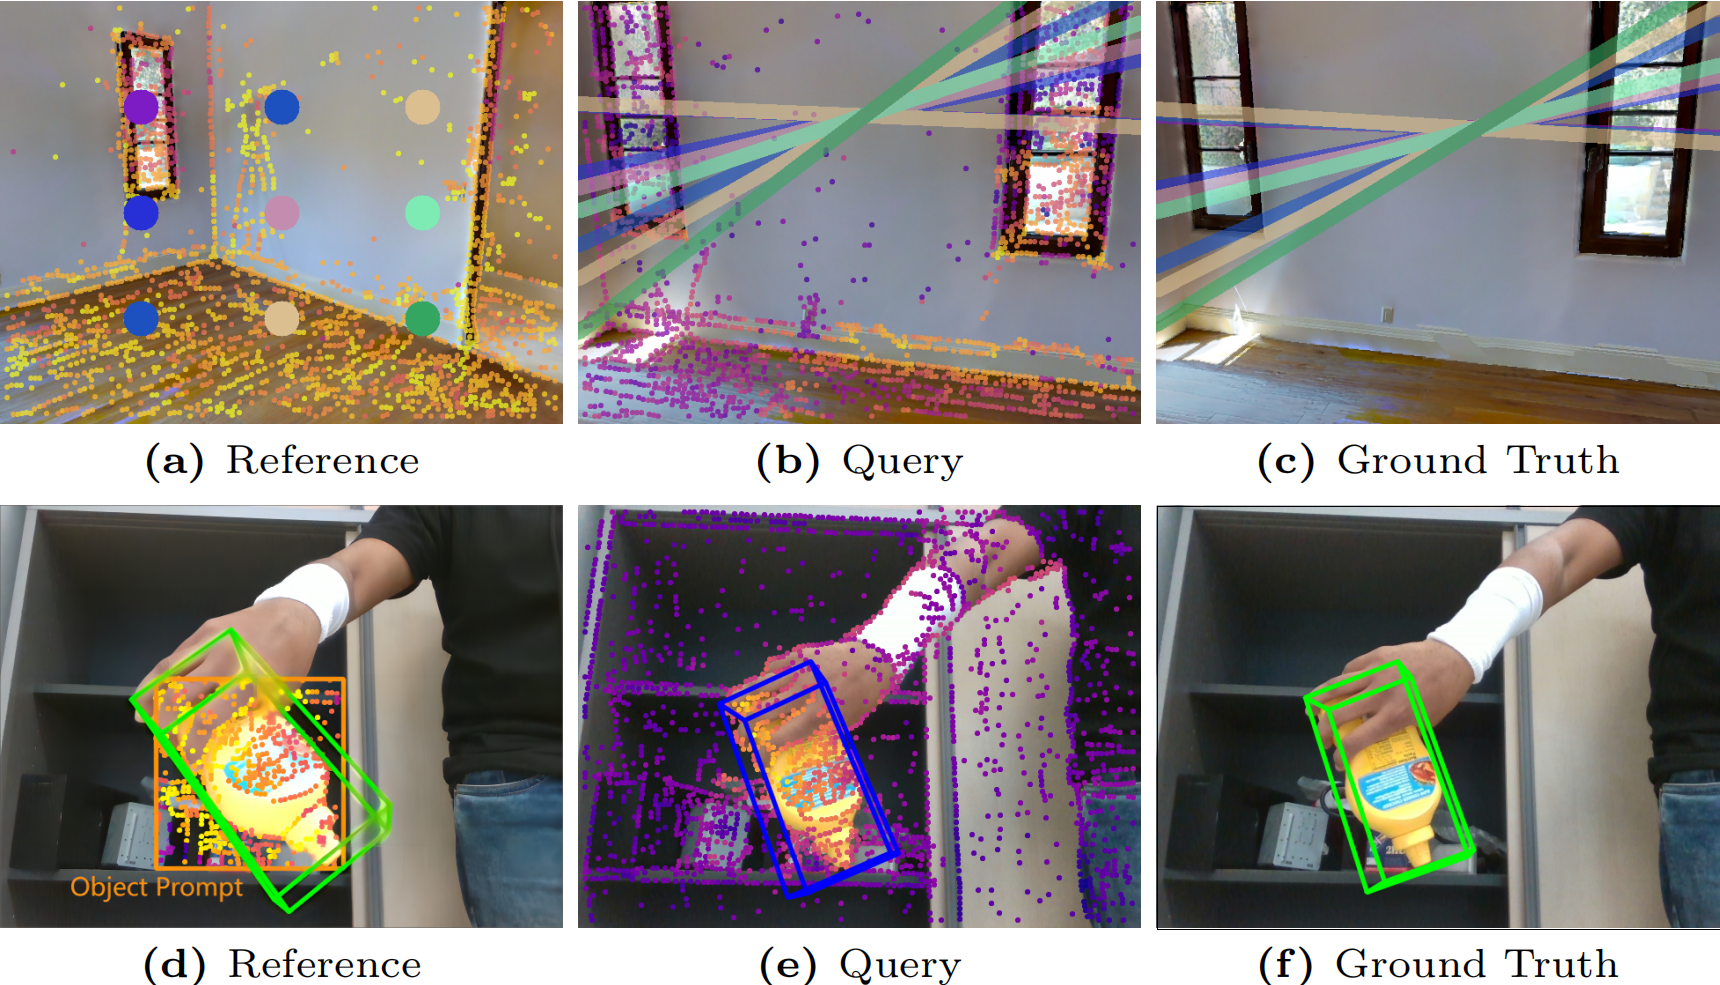 (a) Reference
(b) Query
(c) Ground Truth
Object Prompt
(d) Reference
(e) Query
(f) Ground Truth